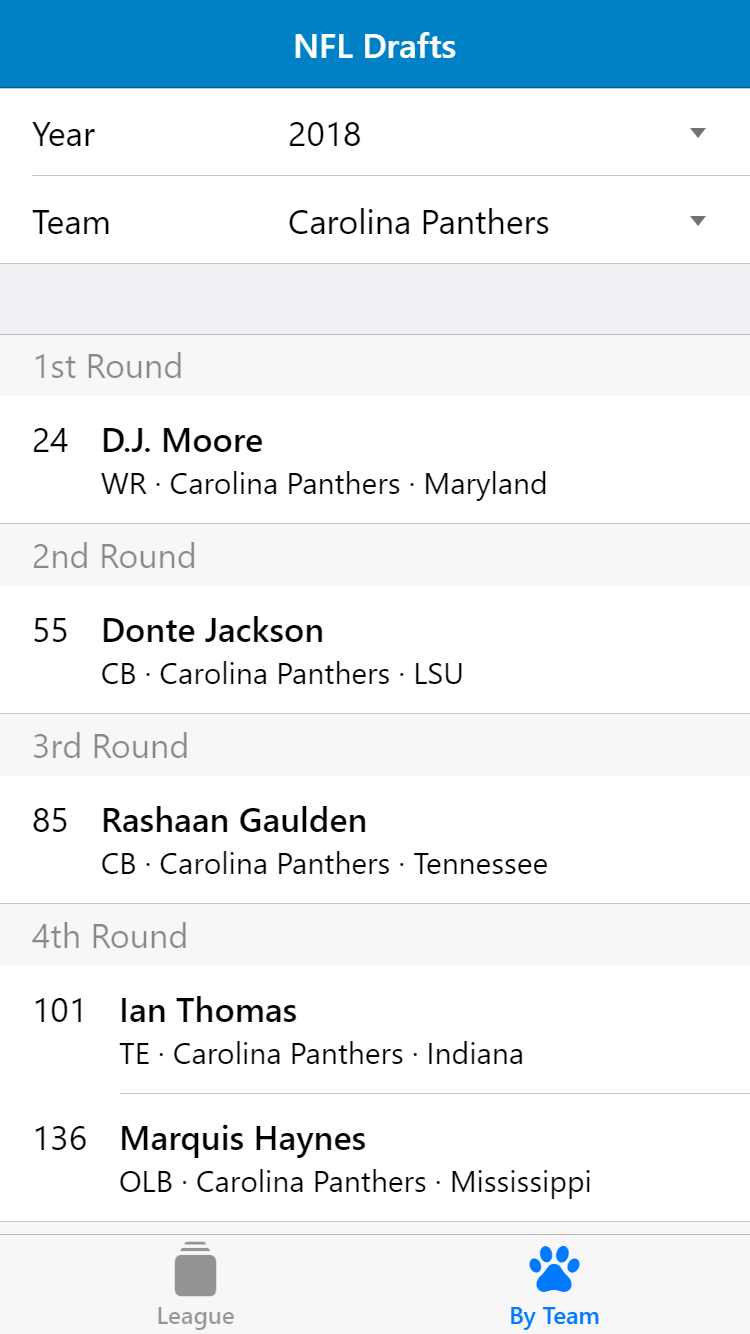 NFL Drafts
Year 2018
Team Carolina Panthers
1st Round
24 D.J. Moore
WR · Carolina Panthers · Maryland
2nd Round
55 Donte Jackson
CB · Carolina Panthers · LSU
3rd Round
85 Rashaan Gaulden
CB · Carolina Panthers · Tennessee
4th Round
101 Ian Thomas
TE · Carolina Panthers · Indiana
136 Marquis Haynes
OLB · Carolina Panthers · Mississippi
League By Team